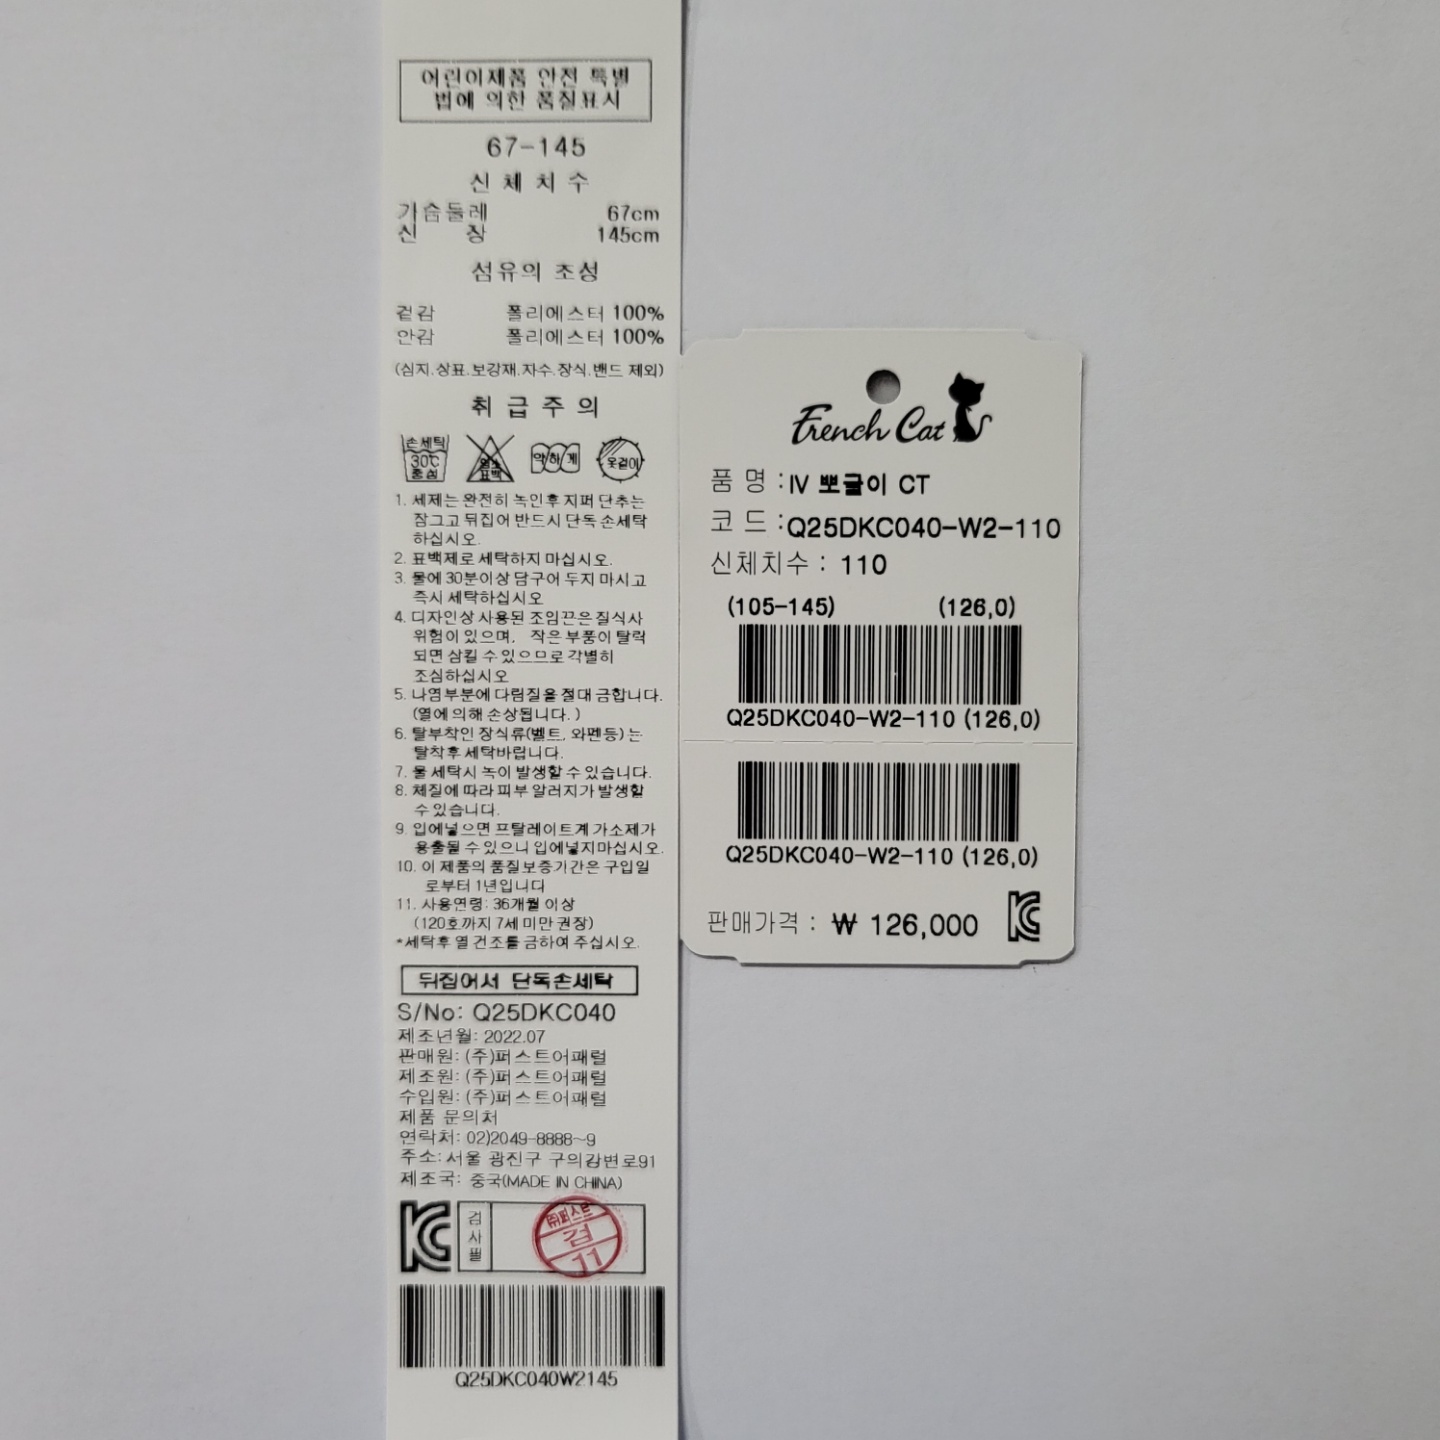 어린이제품 안전 특별
법에 의한 품질표시
67-145
신 체 치 수
가슴둘레 67cm
신 장 145cm
섬유의 조성
겉감 폴리에스터 100%
안감 폴리에스터 100%
(심지.상표.보강재.자수.장식.밴드 제외)
취 급 주 의
손세탁
30℃
중성
염소
표백
약하게
옷걸이
1. 세제는 완전히 녹인후 지퍼 단추는
잠그고 뒤집어 반드시 단독 손세탁
하십시오.
2. 표백제로 세탁하지 마십시오.
3. 물에 30분이상 담구어 두지 마시고
즉시 세탁하십시오
4. 디자인상 사용된 조임끈은 질식사
위험이 있으며, 작은 부품이 탈락
되면 삼킬 수 있으므로 각별히
조심하십시오
5. 나염부분에 다림질을 절대 금합니다.
(열에 의해 손상됩니다.)
6. 탈부착인 장식류(벨트, 와펜등)는
탈착후 세탁바랍니다.
7. 물 세탁시 녹이 발생할 수 있습니다.
8. 체질에 따라 피부 알러지가 발생할
수 있습니다.
9. 입에넣으면 프탈레이트계 가소제가
용출될 수 있으니 입에넣지마십시오.
10. 이 제품의 품질보증기간은 구입일
로부터 1년입니다
11. 사용연령: 36개월 이상
(120호까지 7세 미만 권장)
*세탁후 열 건조를 금하여 주십시오.
뒤집어서 단독손세탁
S/No: Q25DKC040
제조년월: 2022.07
판매원: (주)퍼스트어패럴
제조원: (주)퍼스트어패럴
수입원: (주)퍼스트어패럴
제품 문의처
연락처: 02)2049-8888~9
주소: 서울 광진구 구의강변로91
제조국: 중국(MADE IN CHINA)
KC
검사필
㈜퍼스트
검
11
Q25DKC040W2145
French Cat
품 명 : IV 뽀글이 CT
코 드 : Q25DKC040-W2-110
신체치수 : 110
(105-145) (126,0)
Q25DKC040-W2-110 (126,0)
Q25DKC040-W2-110 (126,0)
판매가격 : ₩ 126,000
KC